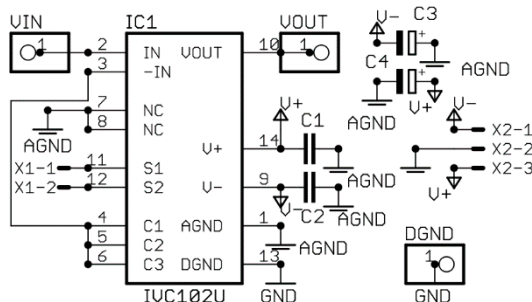 VIN
IC1
VOUT
V-
C3
1
2
IN
VOUT
10
1
3
-IN
C4
AGND
7
NC
8
NC
V+
AGND
V+
V-
AGND
V+
14
C1
X2-1
X1-1
11
S1
X2-2
X1-2
12
S2
V-
9
AGND
X2-3
V-
C2
V+
4
C1
AGND
1
AGND
5
C2
AGND
DGND
6
C3
DGND
13
1
IVC102U
GND
GND